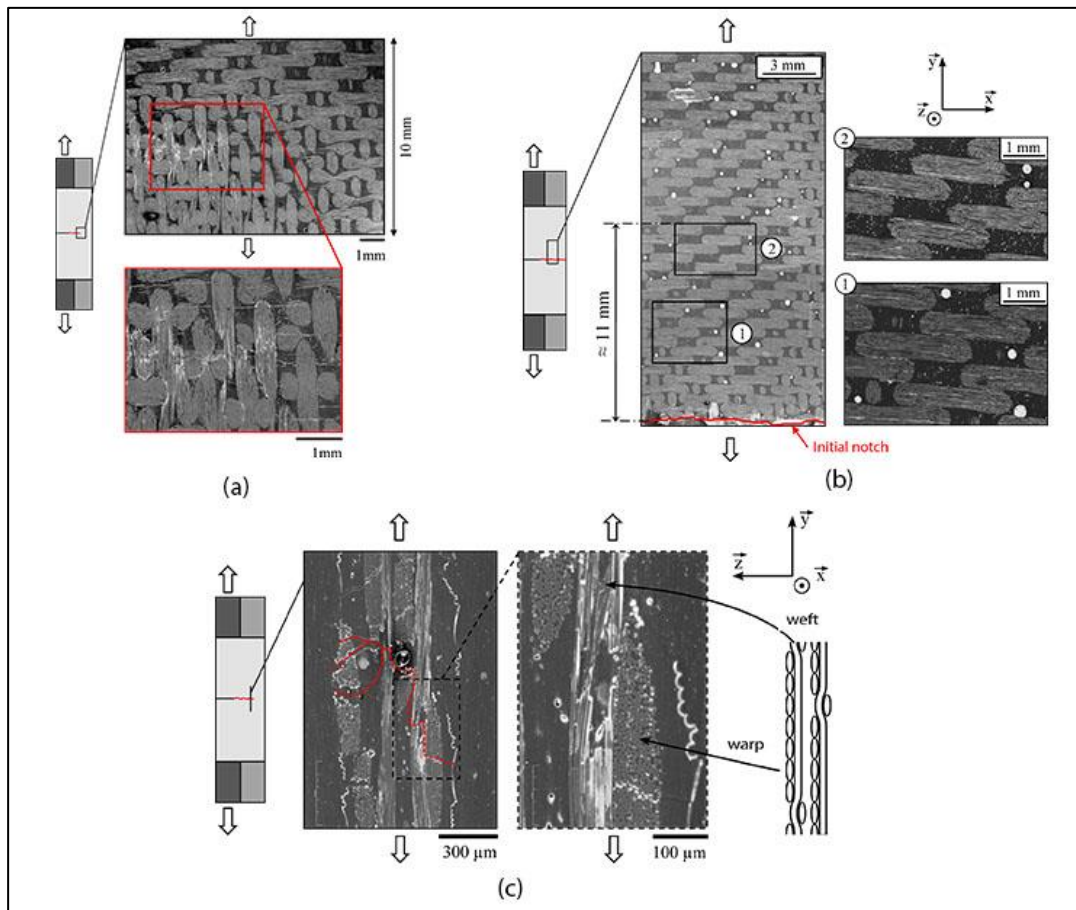 10 mm
1mm
1mm
(a)
3 mm
≈ 11 mm
2
1
Initial notch
y
x
z
2
1 mm
1
1 mm
(b)
300 µm
100 µm
y
z
x
weft
warp
(c)